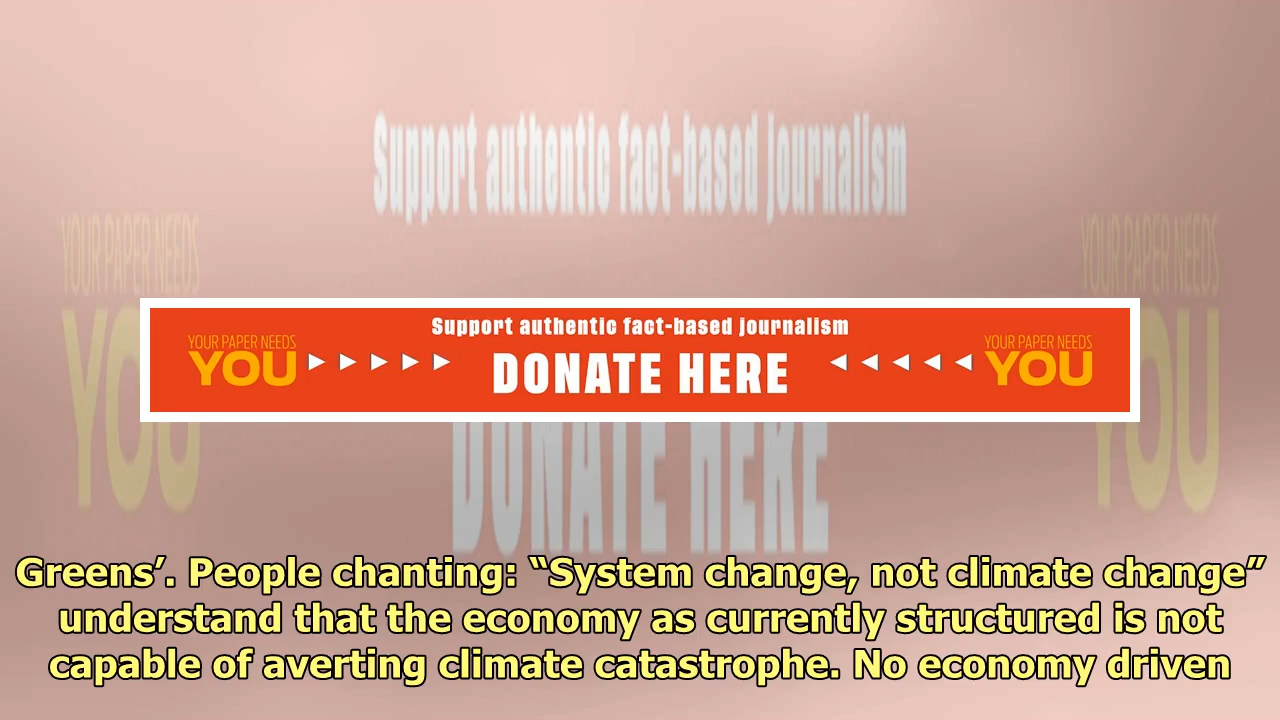 Support authentic fact-based journalism
YOUR PAPER NEEDS
YOUR PAPER NEEDS
YOU
YOU
Support authentic fact-based journalism
YOUR PAPER NEEDS
YOU
DONATE HERE
YOUR PAPER NEEDS
YOU
DONATE HERE
Greens’. People chanting: “System change, not climate change”
understand that the economy as currently structured is not
capable of averting climate catastrophe. No economy driven